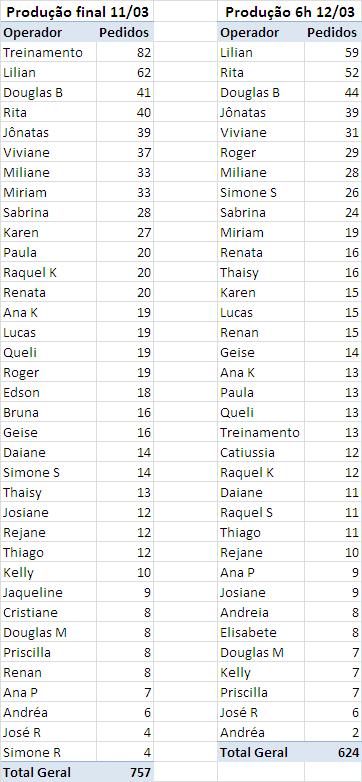 Produção final 11/03 Produção 6h 12/03
Operador Pedidos Operador Pedidos
Treinamento 82 Lilian 59
Lilian 62 Rita 52
Douglas B 41 Douglas B 44
Rita 40 Jônatas 39
Jônatas 39 Viviane 31
Viviane 37 Roger 29
Miliane 33 Miliane 28
Miriam 33 Simone S 26
Sabrina 28 Sabrina 24
Karen 27 Miriam 19
Paula 20 Renata 16
Raquel K 20 Thaisy 16
Renata 20 Karen 15
Ana K 19 Lucas 15
Lucas 19 Renan 15
Queli 19 Geise 14
Roger 19 Ana K 13
Edson 18 Paula 13
Bruna 16 Queli 13
Geise 16 Treinamento 13
Daiane 14 Catiussia 12
Simone S 14 Raquel K 12
Thaisy 13 Daiane 11
Josiane 12 Raquel S 11
Rejane 12 Thiago 11
Thiago 12 Rejane 10
Kelly 10 Ana P 9
Jaqueline 9 Josiane 9
Cristiane 8 Andreia 8
Douglas M 8 Elisabete 8
Priscilla 8 Douglas M 7
Renan 8 Kelly 7
Ana P 7 Priscilla 7
Andréa 6 José R 6
José R 4 Andréa 2
Simone R 4 Total Geral 624
Total Geral 757